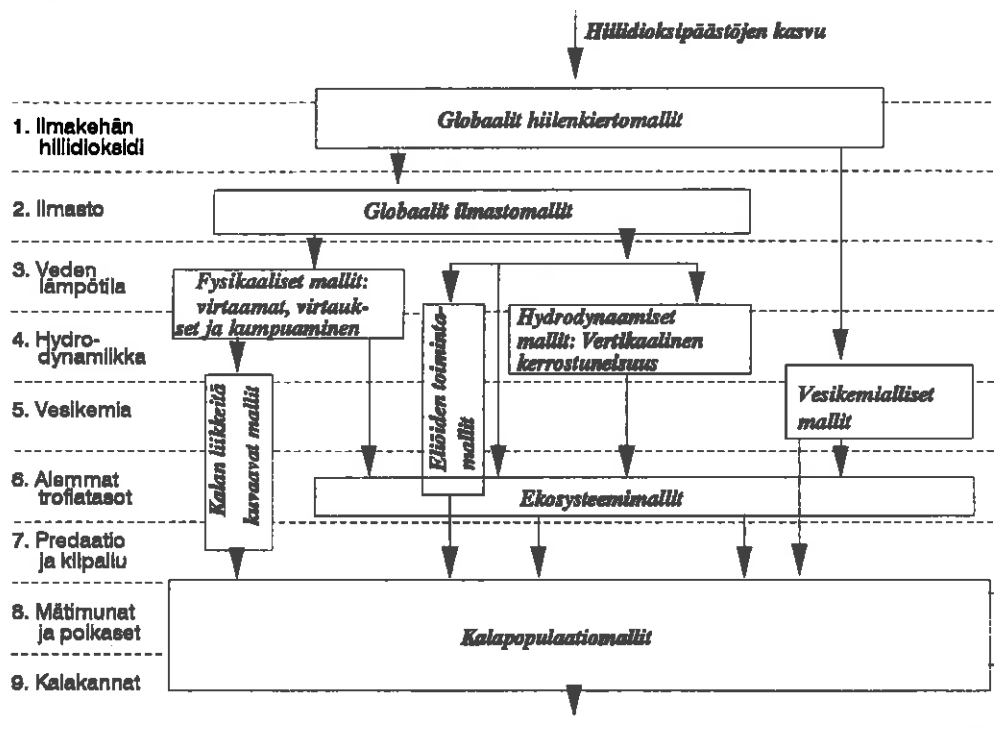 Hiilidioksipäästöjen kasvu
1. Ilmakehän
hiilidioksidi
Globaalit hiilenkiertomallit
2. Ilmasto
Globaalit ilmastomallit
3. Veden
lämpötila
Fysikaaliset mallit:
virtaamat, virtauk-
set ja kumpuaminen
4. Hydro-
dynamiikka
Hydrodynaamiset
mallit: Vertikaalinen
kerrostuneisuus
5. Vesikemia
Kalan liikkeitä
kuvaavat mallit
Eliöiden toiminta-
mallit
Vesikemialliset
mallit
6. Alemmat
trofiatasot
Ekosysteemimallit
7. Predaatio
ja kilpailu
8. Mätimunat
ja poikaset
Kalapopulaatiomallit
9. Kalakannat